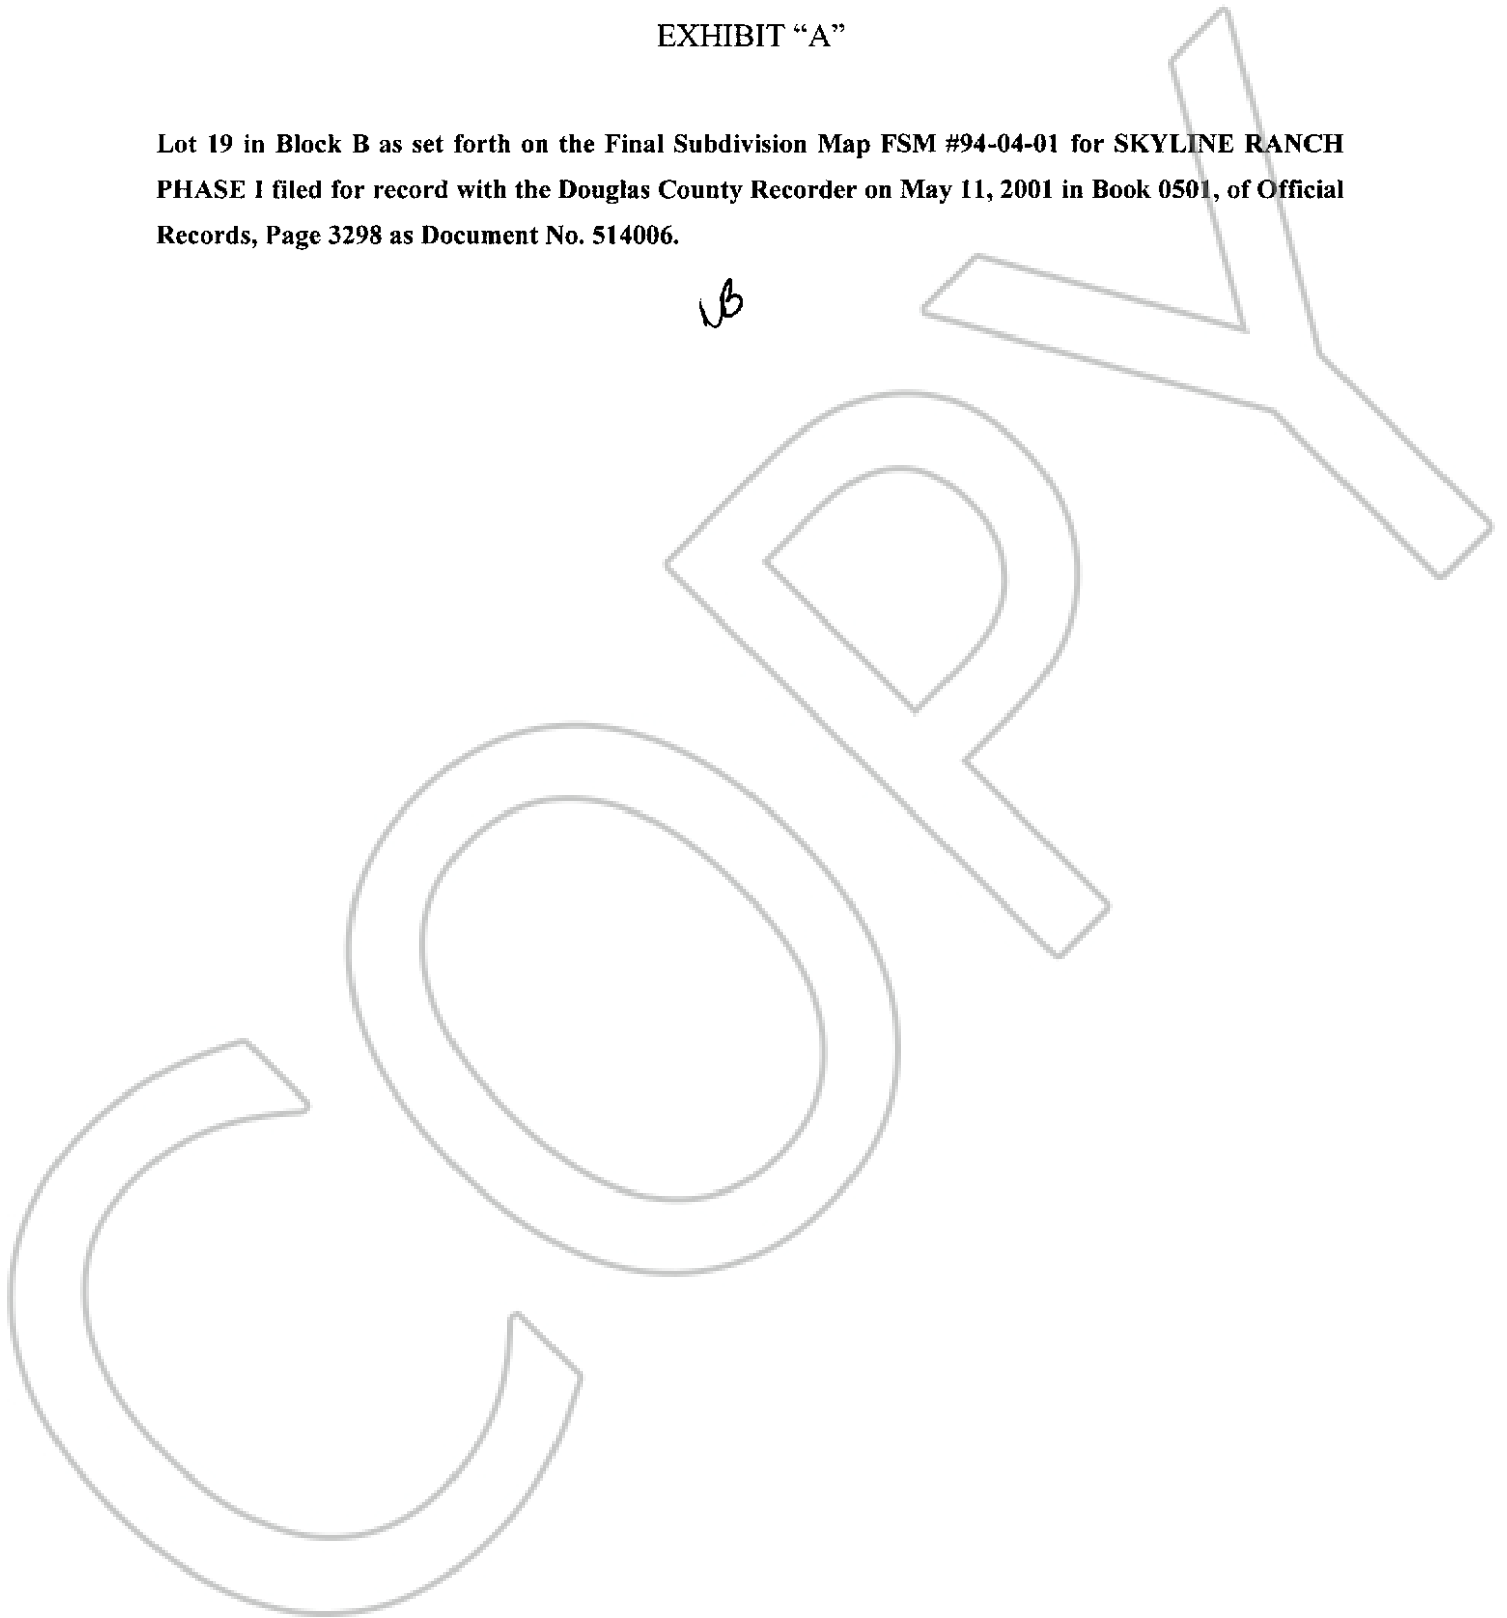 EXHIBIT “A”
Lot 19 in Block B as set forth on the Final Subdivision Map FSM #94-04-01 for SKYLINE RANCH
PHASE I filed for record with the Douglas County Recorder on May 11, 2001 in Book 0501, of Official
Records, Page 3298 as Document No. 514006.
COPY